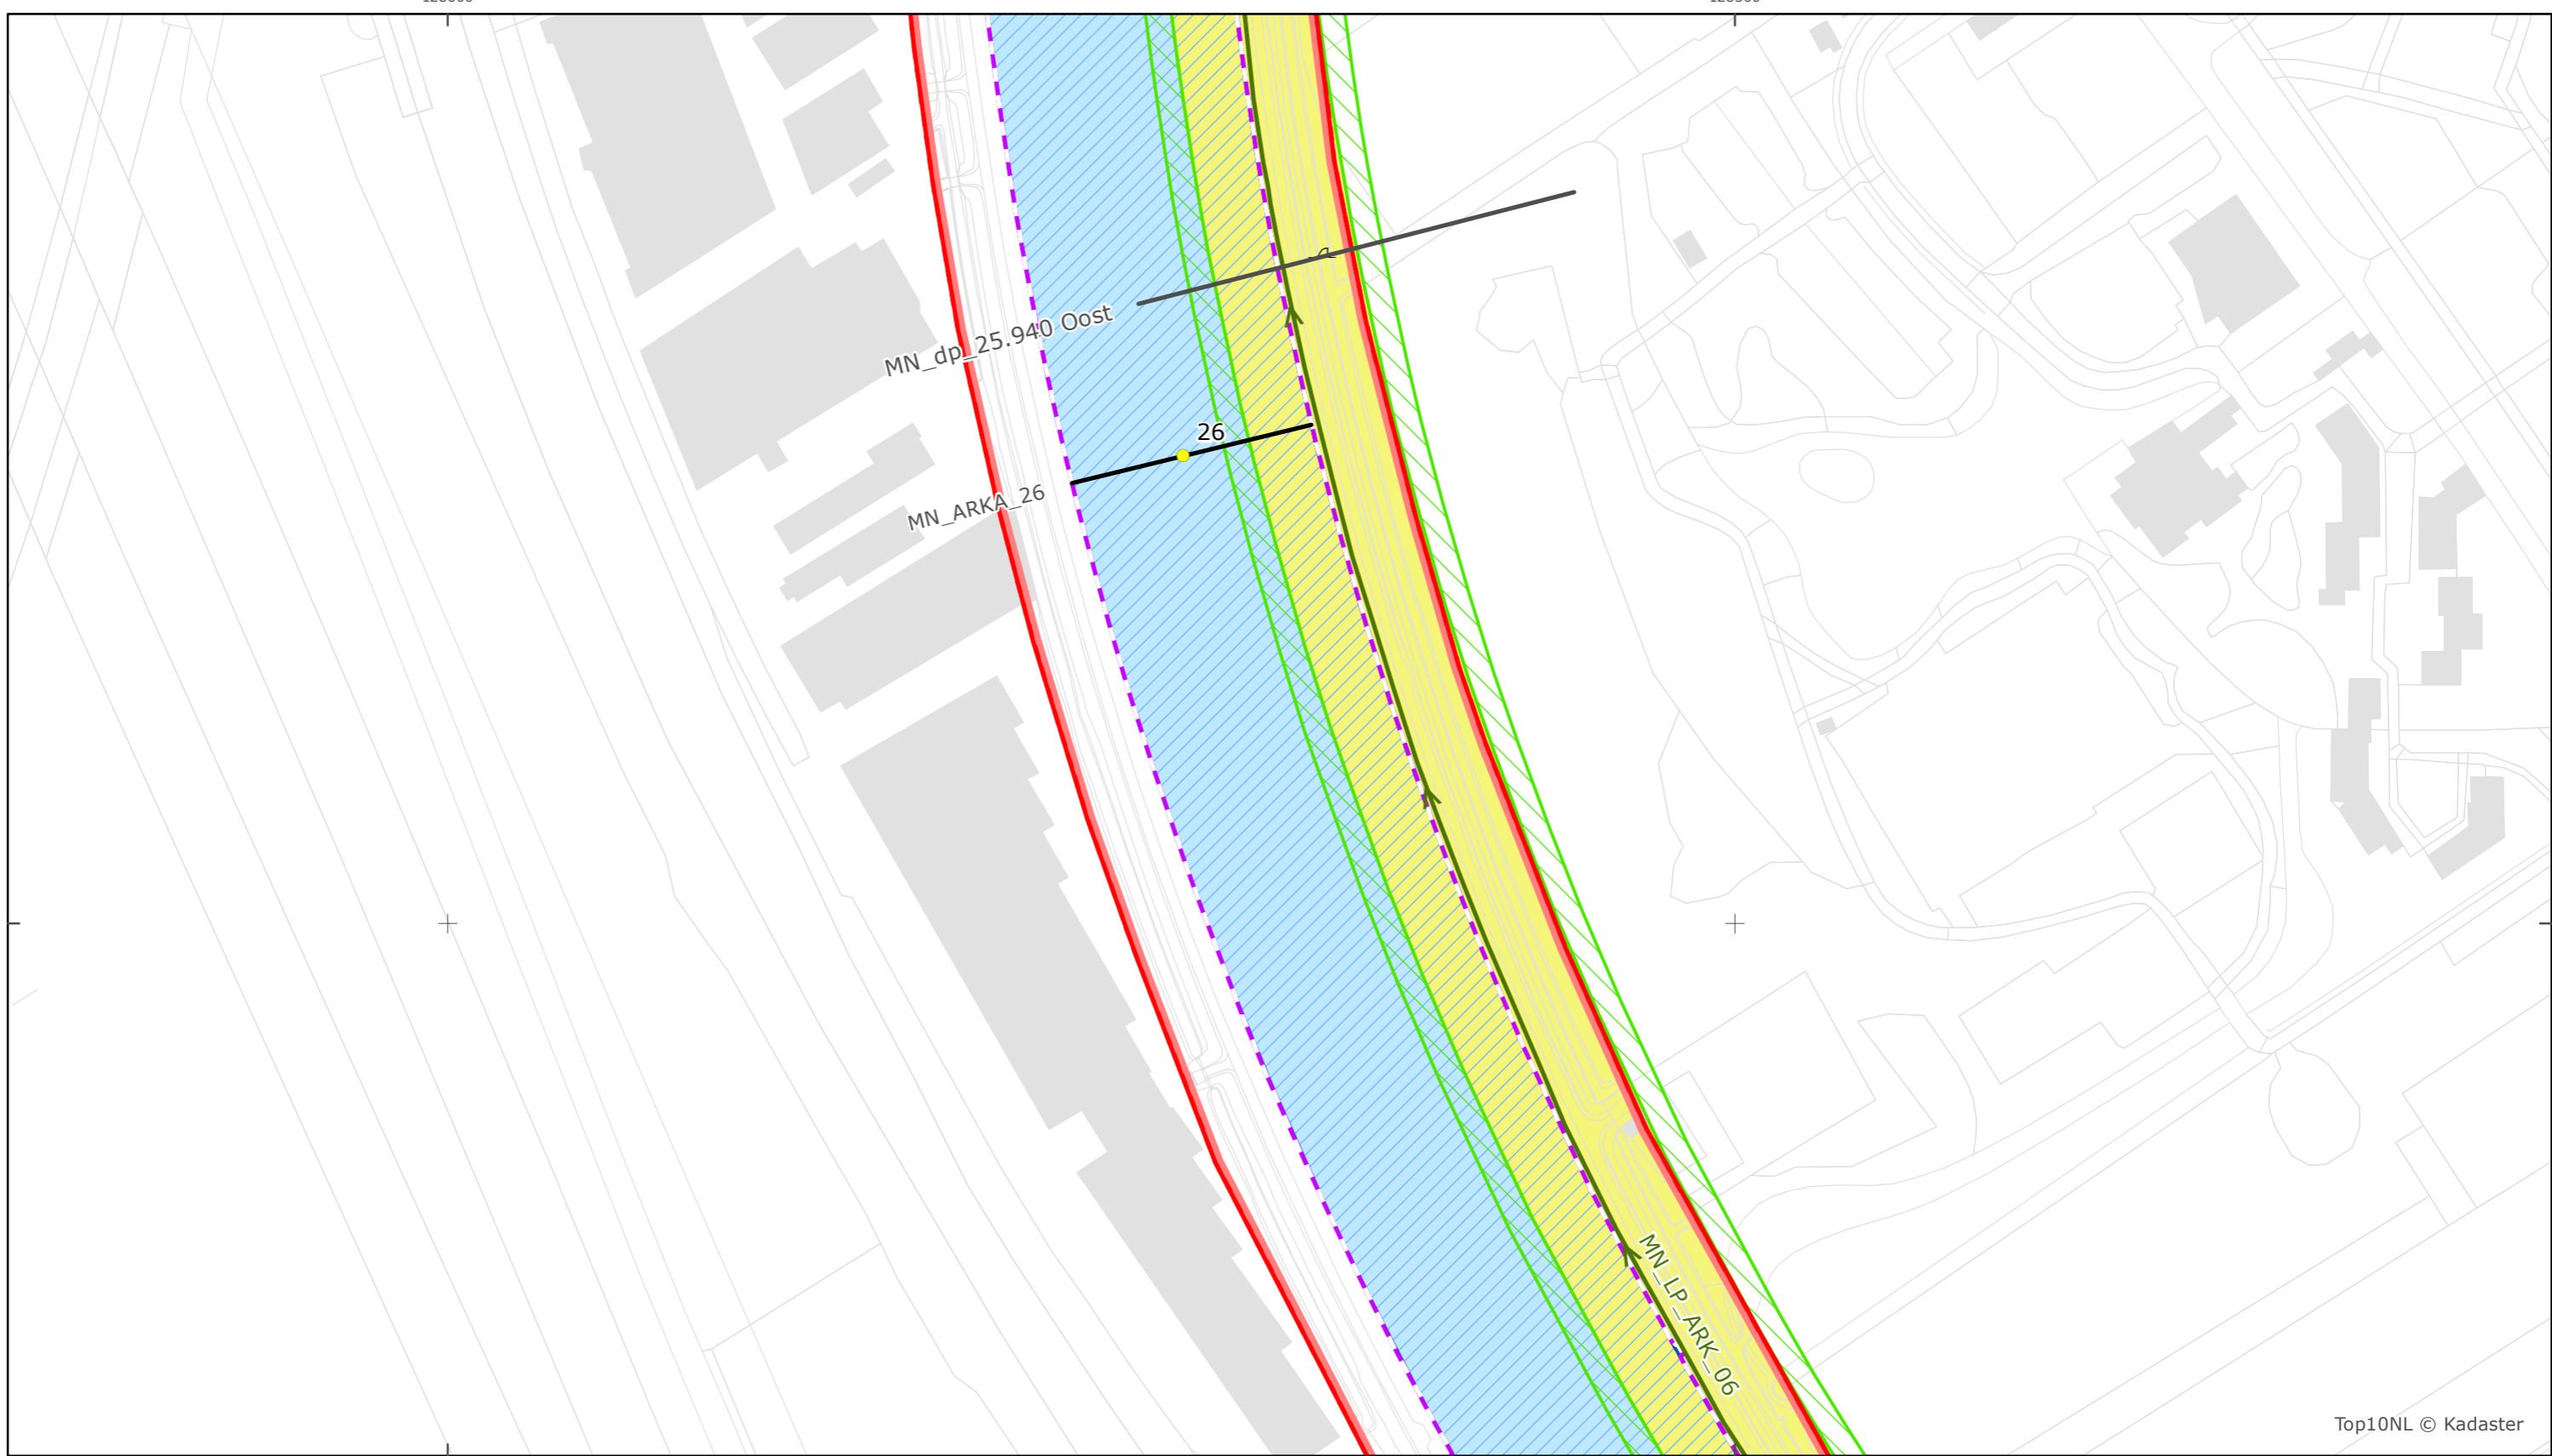 MN_dp_25.940 Oost
26
MN_ARKA_26
MN_LP_ARK_06
Top10NL © Kadaster